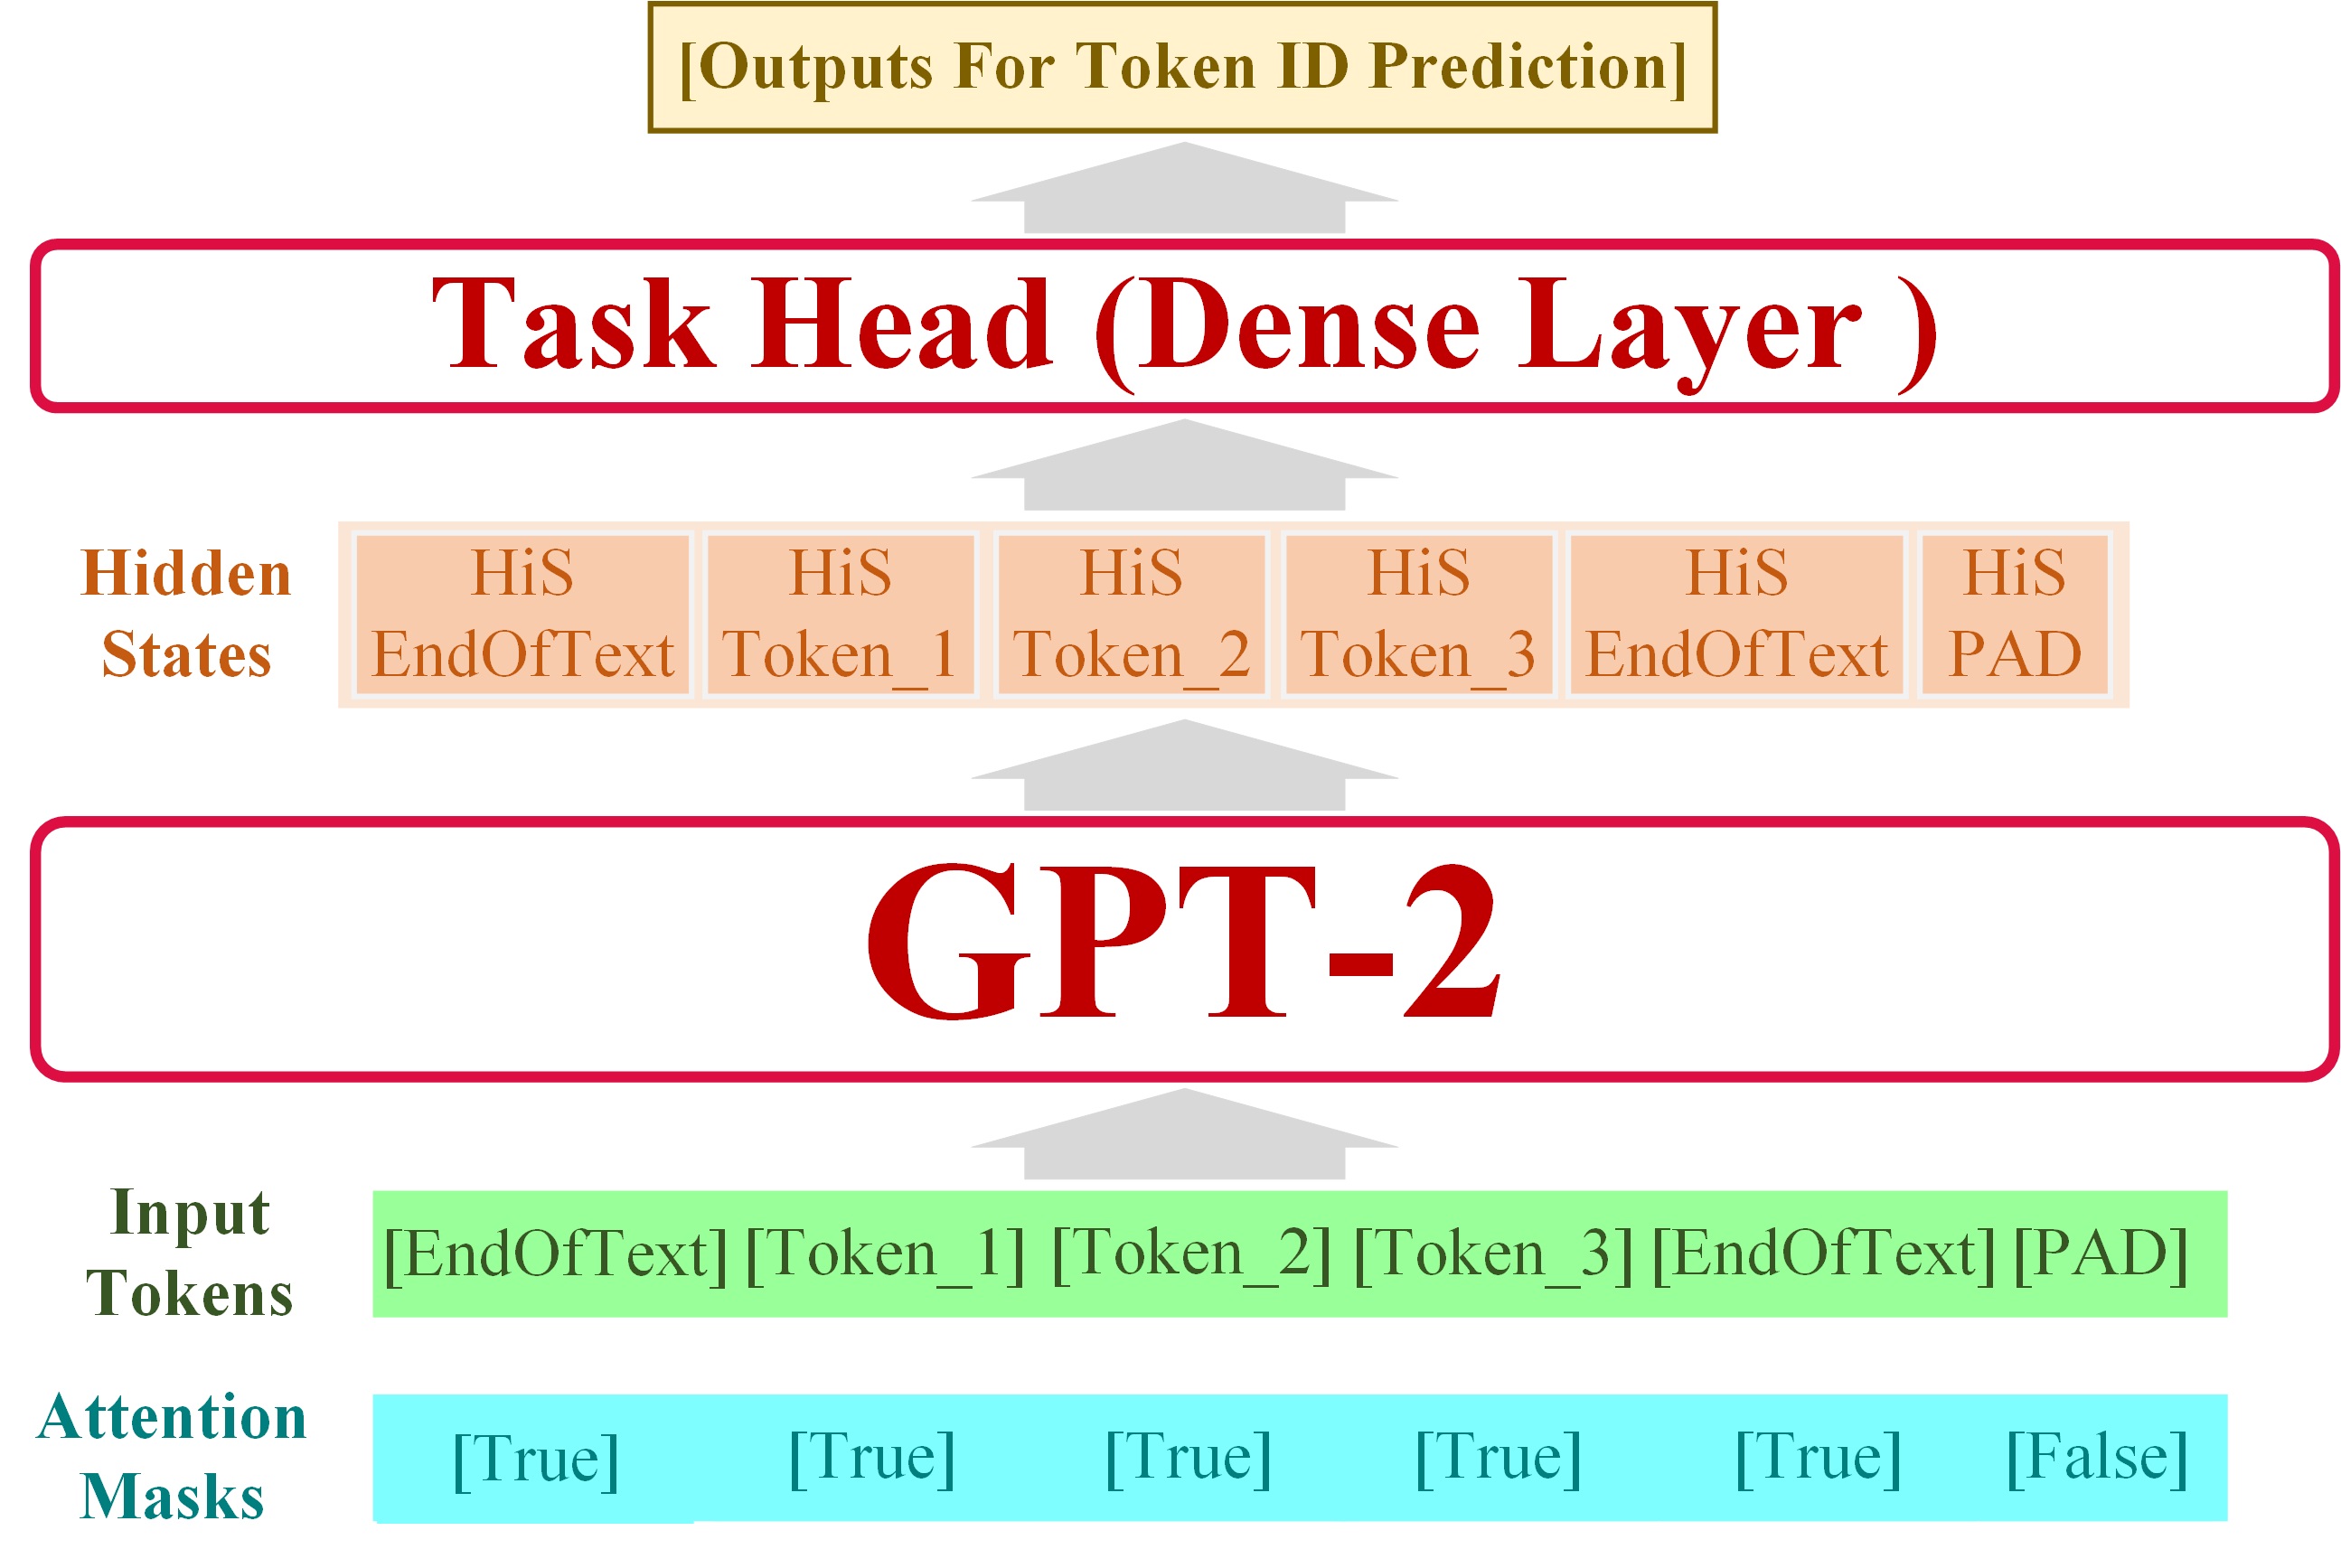 [Outputs For Token ID Prediction]
Task Head (Dense Layer )
Hidden
States
HiS HiS HiS HiS HiS HiS
EndOfText Token_1 Token_2 Token_3 EndOfText PAD
GPT-2
Input
Tokens
[EndOfText] [Token_1] [Token_2] [Token_3] [EndOfText] [PAD]
Attention
Masks
[True] [True] [True] [True] [True] [False]